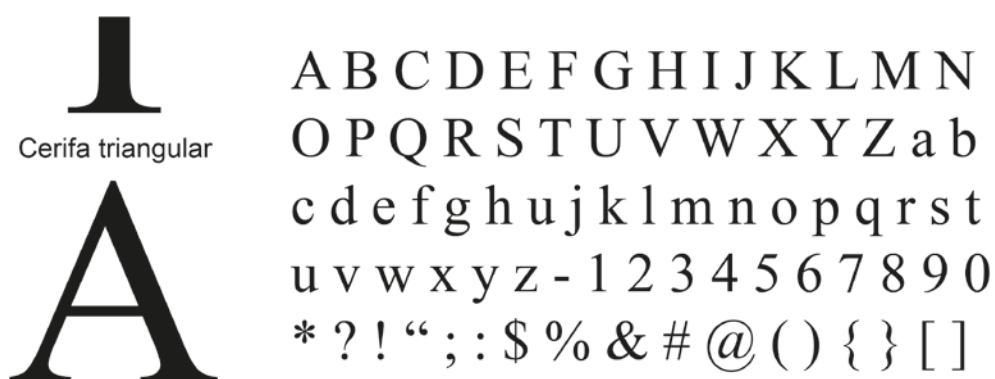 Cerifa triangular
A
A B C D E F G H I J K L M N
O P Q R S T U V W X Y Z a b
c d e f g h u j k l m n o p q r s t
u v w x y z - 1 2 3 4 5 6 7 8 9 0
* ? ! “ ; : $ % & # @ ( ) { } [ ]